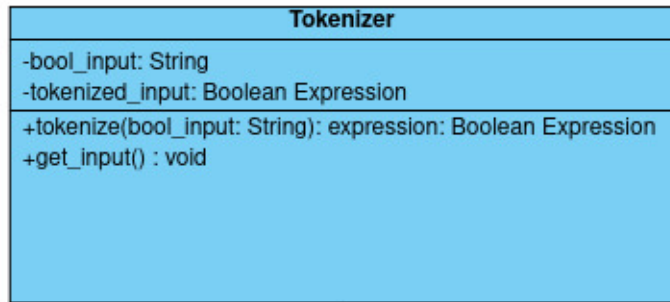 Tokenizer
-bool_input: String
-tokenized_input: Boolean Expression
+tokenize(bool_input: String): expression: Boolean Expression
+get_input() : void